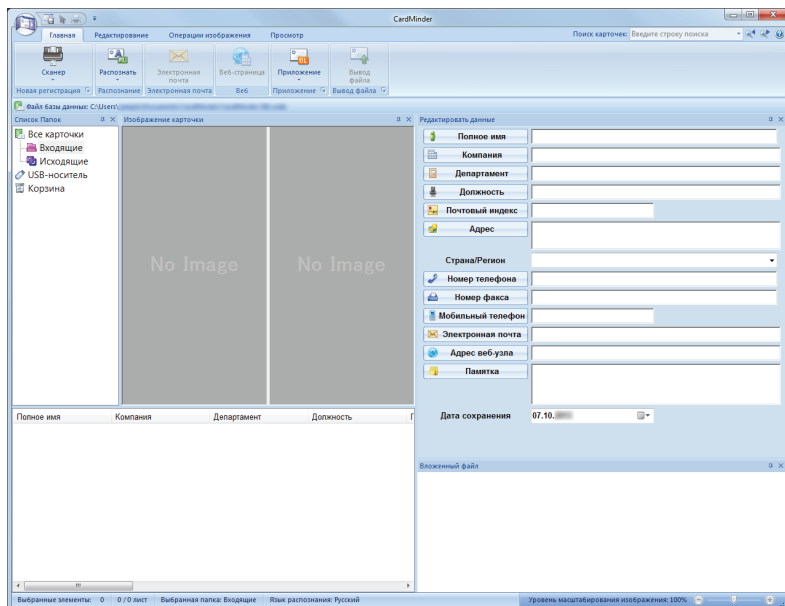 CardMinder
Главная Редактирование Операции изображения Просмотр
Поиск карточек: Введите строку поиска
Сканер Распознать Электронная почта Веб-страница Приложение Вывод файла
Новая регистрация Распознание Электронная почта Веб Приложение Вывод файла
Файл базы данных: C:\Users\
Список Папок
Изображение карточки
Редактировать данные
Все карточки
Входящие
Исходящие
USB-носитель
Корзина
No Image
No Image
Полное имя
Компания
Департамент
Должность
Почтовый индекс
Адрес
Страна/Регион
Номер телефона
Номер факса
Мобильный телефон
Электронная почта
Адрес веб-узла
Памятка
Дата сохранения 07.10.
Полное имя Компания Департамент Должность
Вложенный файл
Выбранные элементы: 0 0 / 0 лист Выбранная папка: Входящие Язык распознания: Русский
Уровень масштабирования изображения: 100%